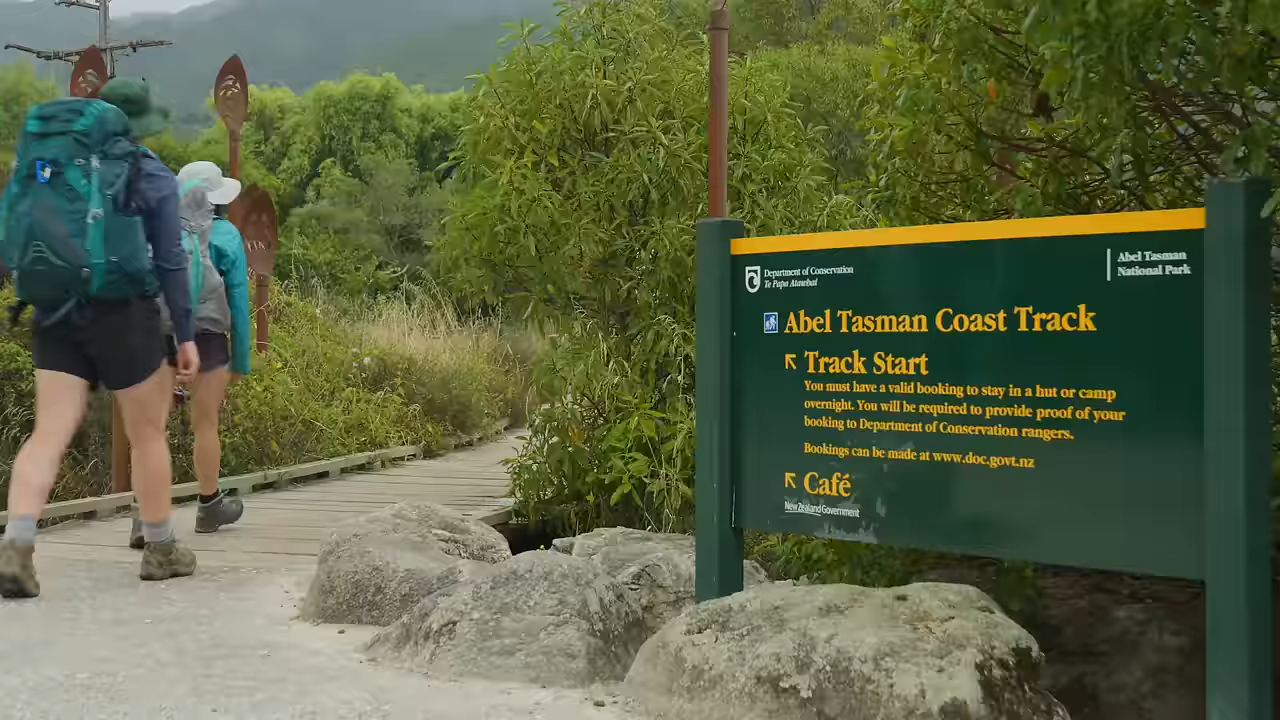 Department of Conservation
Te Papa Atawhai
Abel Tasman
National Park
Abel Tasman Coast Track
Track Start
You must have a valid booking to stay in a hut or camp
overnight. You will be required to provide proof of your
booking to Department of Conservation rangers.
Bookings can be made at www.doc.govt.nz
Café
New Zealand Government